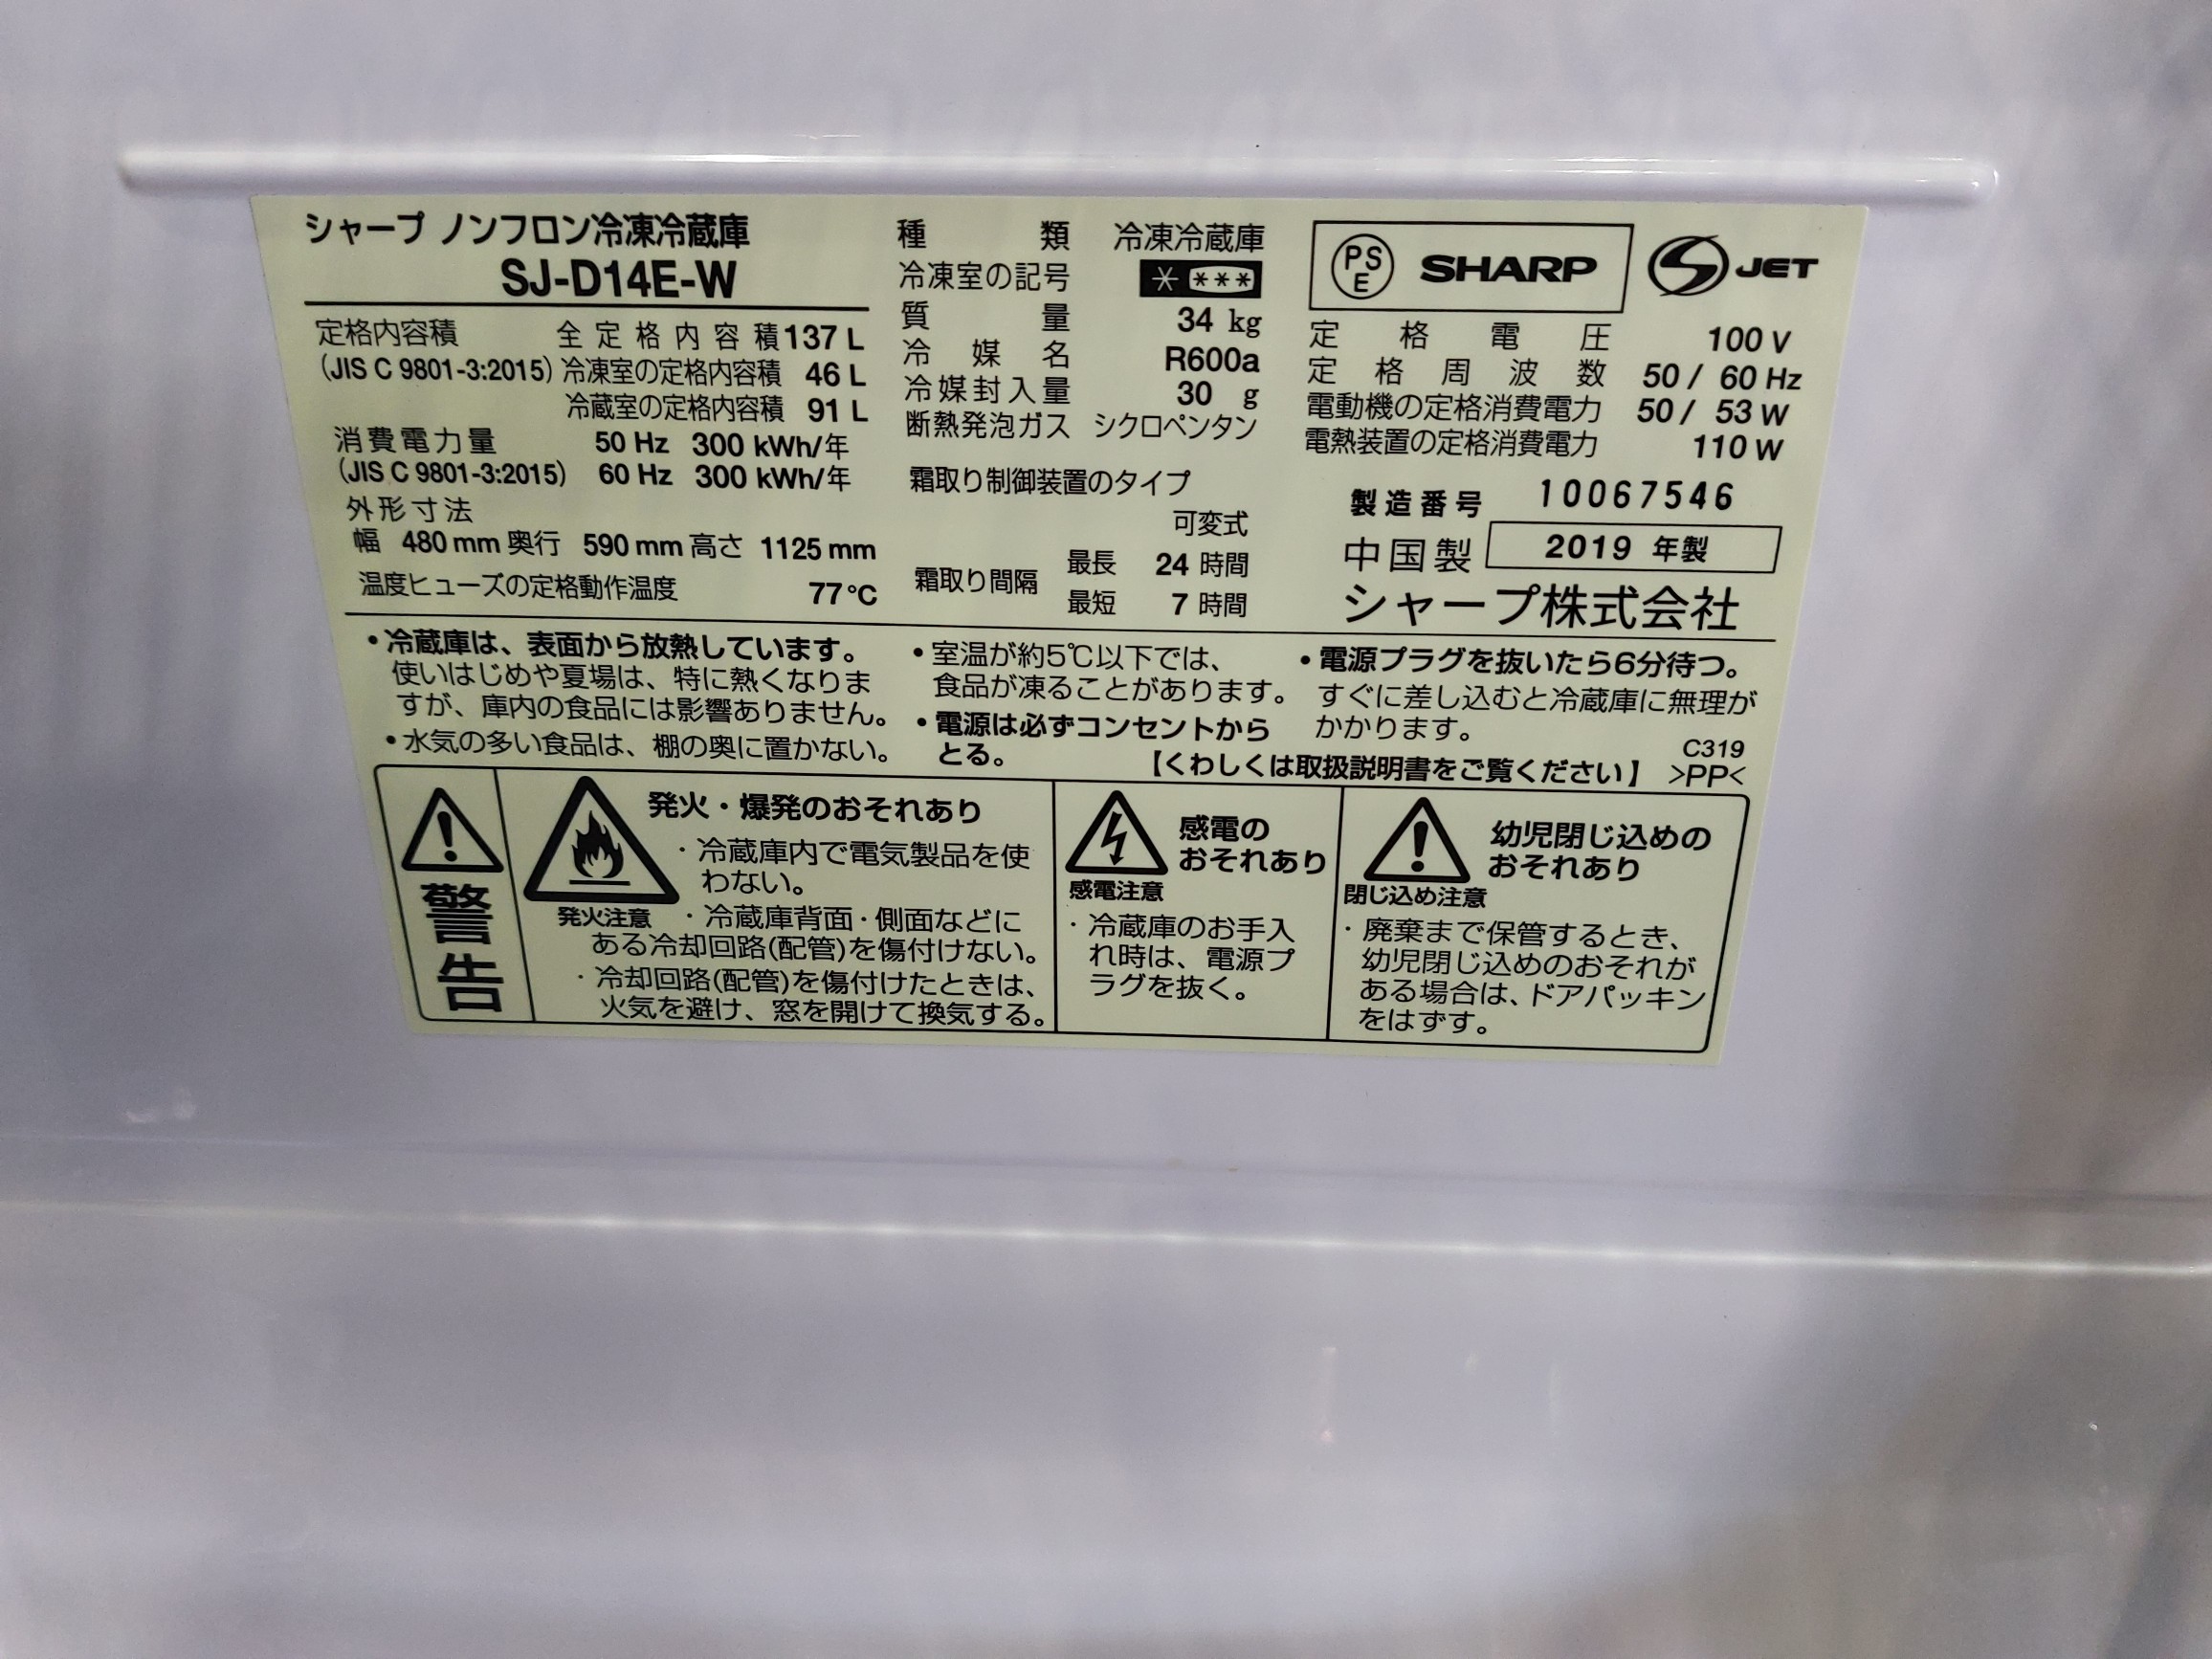 シャープ ノンフロン冷凍冷蔵庫
SJ-D14E-W
定格内容積 全定格内容積 137 L
(JIS C 9801-3:2015) 冷凍室の定格内容積 46 L
冷蔵室の定格内容積 91 L
消費電力量 50 Hz 300 kWh/年
(JIS C 9801-3:2015) 60 Hz 300 kWh/年
外形寸法
幅 480 mm 奥行 590 mm 高さ 1125 mm
温度ヒューズの定格動作温度 77℃
種類 冷凍冷蔵庫
冷凍室の記号 * ***
質量 34 kg
冷媒名 R600a
冷媒封入量 30 g
断熱発泡ガス シクロペンタン
霜取り制御装置のタイプ
可変式
霜取り間隔 最長 24 時間
最短 7 時間
PSE SHARP JET
定格電圧 100 V
定格周波数 50 / 60 Hz
電動機の定格消費電力 50 / 53 W
電熱装置の定格消費電力 110 W
製造番号 10067546
中国製 2019 年製
シャープ株式会社
・冷蔵庫は、表面から放熱しています。
使いはじめや夏場は、特に熱くなりま
すが、庫内の食品には影響ありません。
・水気の多い食品は、棚の奥に置かない。
・室温が約5℃以下では、
食品が凍ることがあります。
・電源は必ずコンセントから
とる。
・電源プラグを抜いたら6分待つ。
すぐに差し込むと冷蔵庫に無理が
かかります。
C319
【くわしくは取扱説明書をご覧ください】 >PP<
警告
発火・爆発のおそれあり
発火注意
・冷蔵庫内で電気製品を使
わない。
・冷蔵庫背面・側面などに
ある冷却回路(配管)を傷付けない。
・冷却回路(配管)を傷付けたときは、
火気を避け、窓を開けて換気する。
感電の
おそれあり
感電注意
・冷蔵庫のお手入
れ時は、電源プ
ラグを抜く。
幼児閉じ込めの
おそれあり
閉じ込め注意
・廃棄まで保管するとき、
幼児閉じ込めのおそれが
ある場合は、ドアパッキン
をはずす。